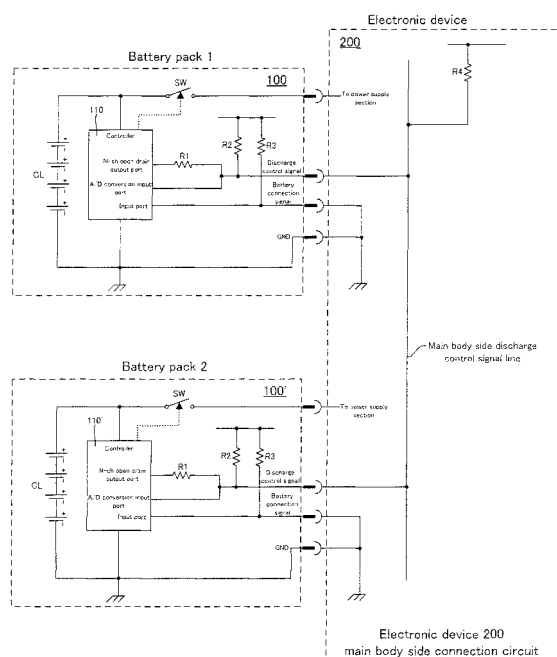 Electronic device
200
Battery pack 1
100
SW
To power supply section
R4
110
Controller
R2
R3
N-ch open drain output port
R1
Discharge control signal
CL
A/D conversion input port
Battery connection signal
Input port
GND
Main body side discharge control signal line
Battery pack 2
100'
SW
To power supply section
110'
Controller
R2
R3
N-ch open drain output port
R1
Discharge control signal
CL
A/D conversion input port
Battery connection signal
Input port
GND
Electronic device 200
main body side connection circuit